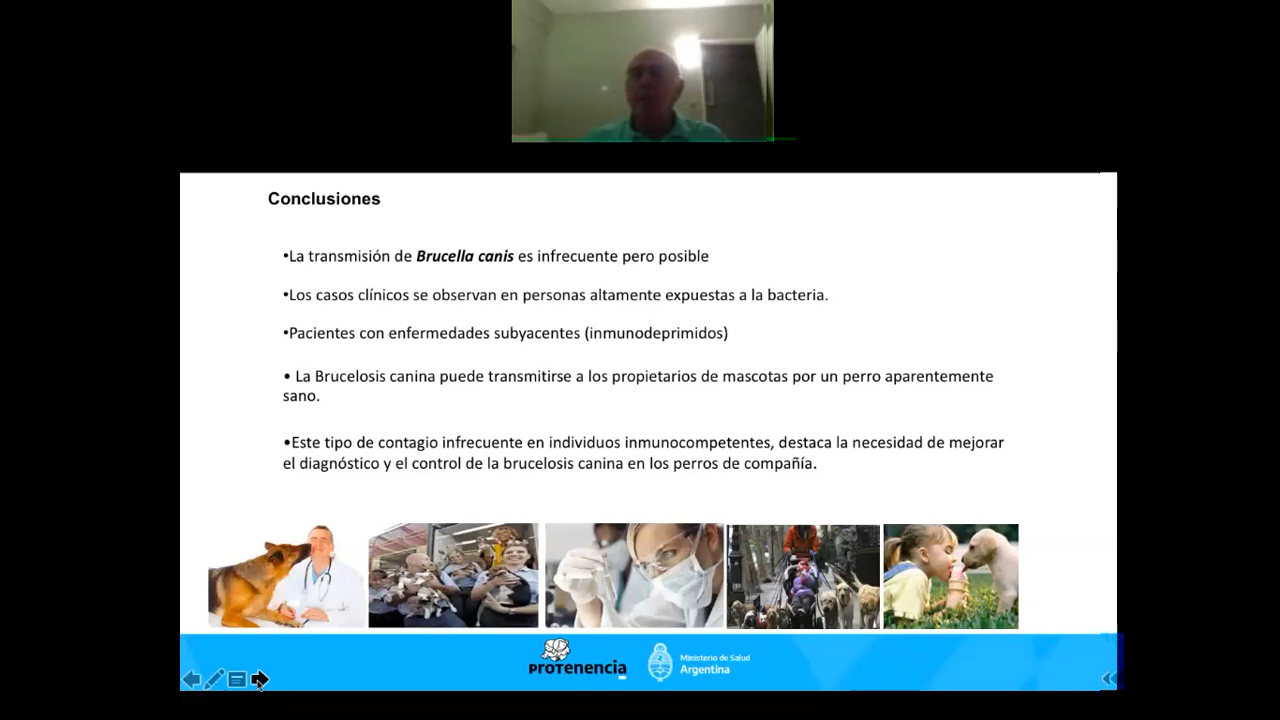 Conclusiones
•La transmisión de Brucella canis es infrecuente pero posible
•Los casos clínicos se observan en personas altamente expuestas a la bacteria.
•Pacientes con enfermedades subyacentes (inmunodeprimidos)
• La Brucelosis canina puede transmitirse a los propietarios de mascotas por un perro aparentemente
sano.
•Este tipo de contagio infrecuente en individuos inmunocompetentes, destaca la necesidad de mejorar
el diagnóstico y el control de la brucelosis canina en los perros de compañía.
PROTENENCIA
Ministerio de Salud
Argentina